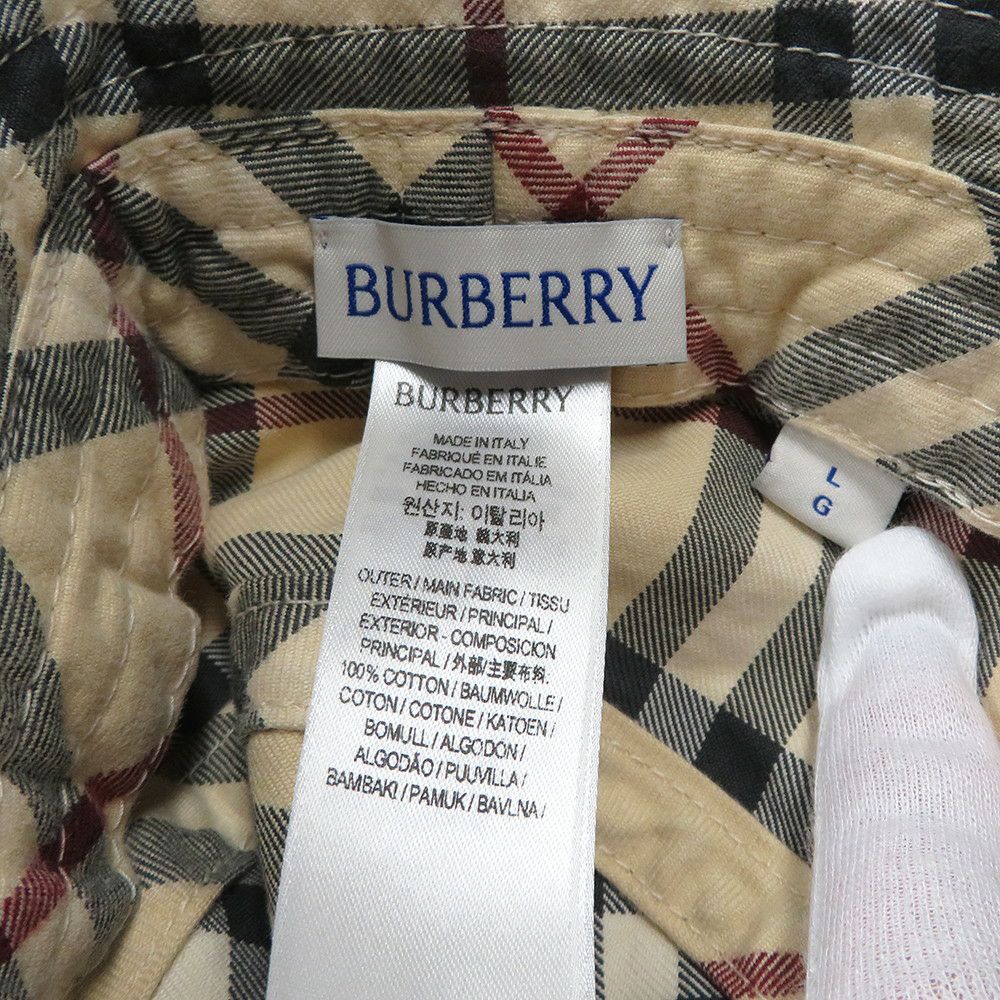 BURBERRY
BURBERRY
MADE IN ITALY
FABRIQUÉ EN ITALIE
FABRICADO EM ITÁLIA
HECHO EN ITALIA
원산지: 이탈리아
原產地 義大利
原产地 意大利
OUTER / MAIN FABRIC / TISSU
EXTÉRIEUR / PRINCIPAL /
EXTERIOR - COMPOSICION
PRINCIPAL / 外部/主要布料
100% COTTON / BAUMWOLLE /
COTON / COTONE / KATOEN /
BOMULL / ALGODON /
ALGODÃO / PUUVILLA /
BAMBAKI / PAMUK / BAVLNA /
L
G